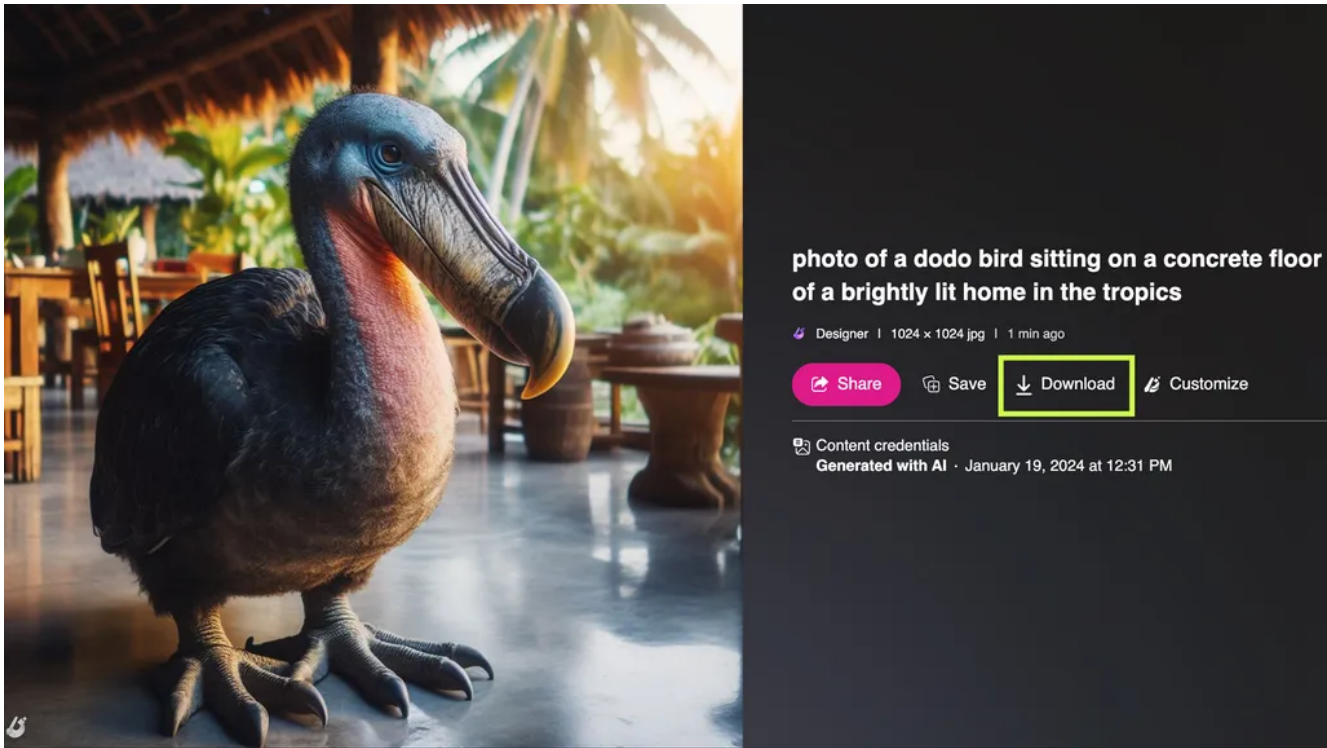 photo of a dodo bird sitting on a concrete floor
of a brightly lit home in the tropics
Designer | 1024 × 1024 jpg | 1 min ago
Share Save Download Customize
Content credentials
Generated with AI · January 19, 2024 at 12:31 PM